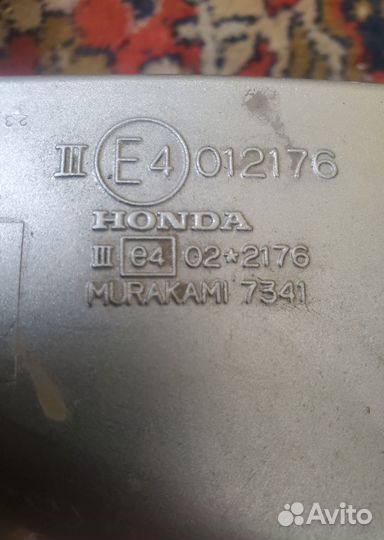 III E4 012176
HONDA
III e4 02*2176
MURAKAMI 7341
23
Avito